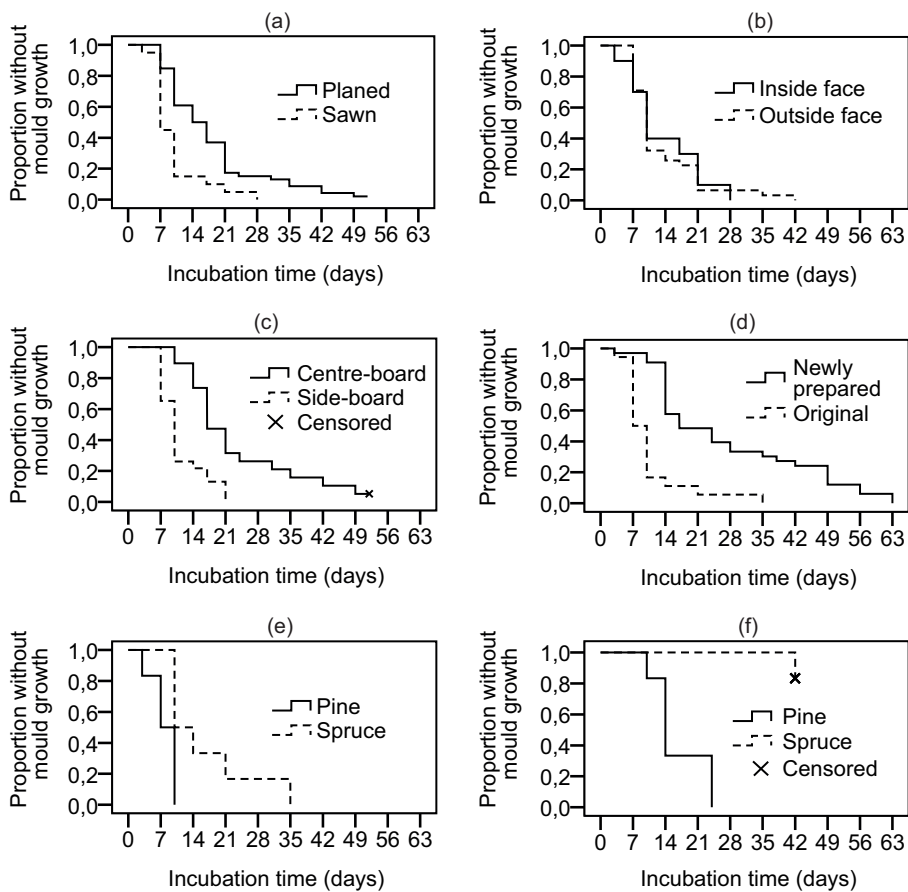 (a)
Proportion without
mould growth
1,0
0,8
0,6
0,4
0,2
0,0
Planed
Sawn
0 7 14 21 28 35 42 49 56 63
Incubation time (days)
(b)
Proportion without
mould growth
1,0
0,8
0,6
0,4
0,2
0,0
Inside face
Outside face
0 7 14 21 28 35 42 49 56 63
Incubation time (days)
(c)
Proportion without
mould growth
1,0
0,8
0,6
0,4
0,2
0,0
Centre-board
Side-board
Censored
0 7 14 21 28 35 42 49 56 63
Incubation time (days)
(d)
Proportion without
mould growth
1,0
0,8
0,6
0,4
0,2
0,0
Newly
prepared
Original
0 7 14 21 28 35 42 49 56 63
Incubation time (days)
(e)
Proportion without
mould growth
1,0
0,8
0,6
0,4
0,2
0,0
Pine
Spruce
0 7 14 21 28 35 42 49 56 63
Incubation time (days)
(f)
Proportion without
mould growth
1,0
0,8
0,6
0,4
0,2
0,0
Pine
Spruce
Censored
0 7 14 21 28 35 42 49 56 63
Incubation time (days)